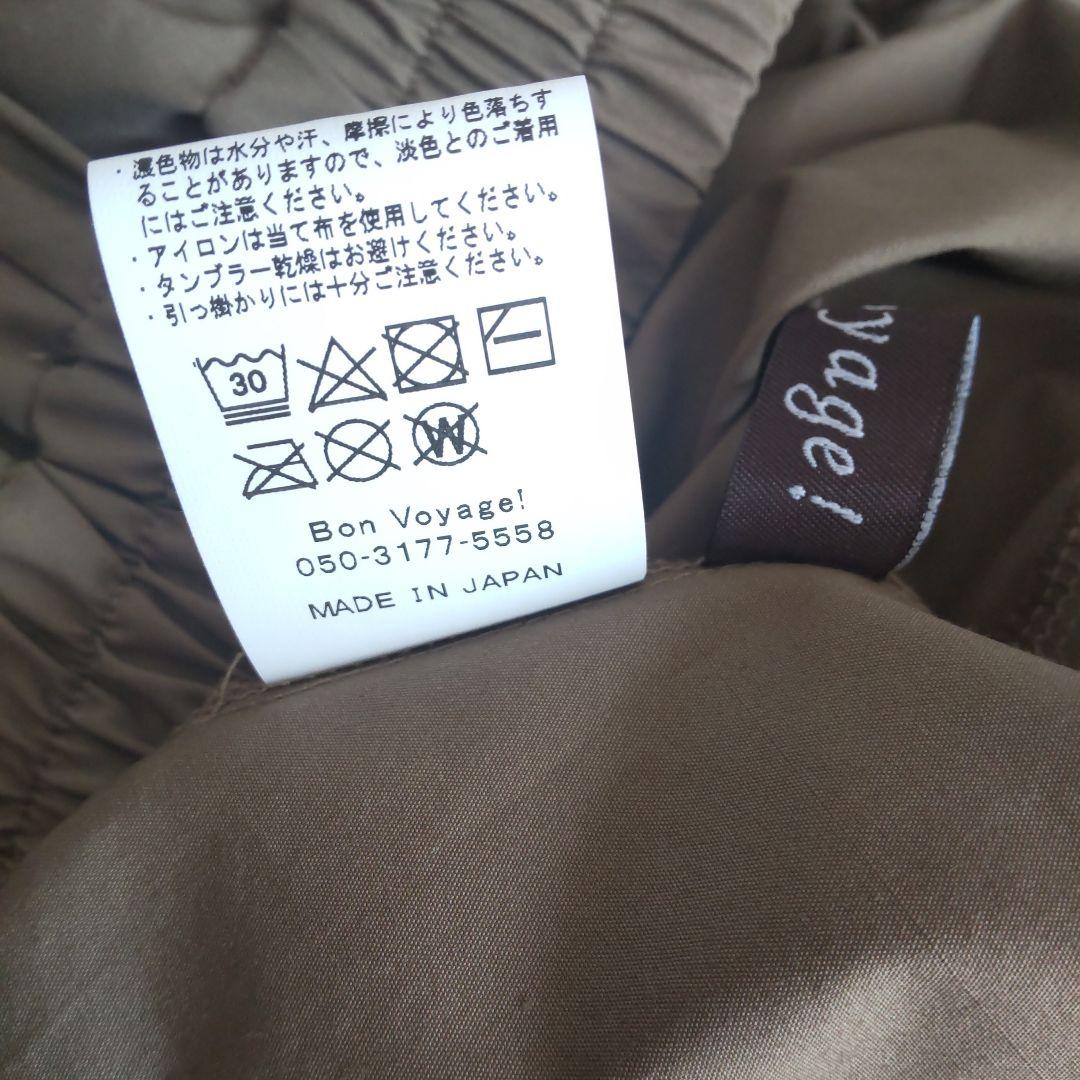 ・濃色物は水分や汗、摩擦により色落ちす
ることがありますので、淡色とのご着用
にはご注意ください。
・アイロンは当て布を使用してください。
・タンブラー乾燥はお避けください。
・引っ掛かりには十分ご注意ください。
30
W
Bon Voyage!
050-3177-5558
MADE IN JAPAN
yage!